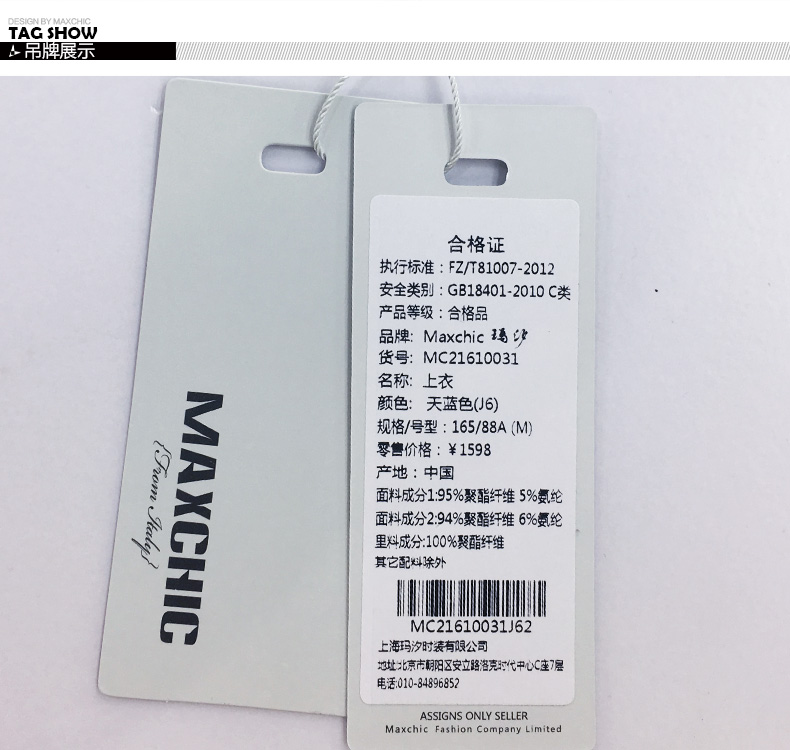 DESIGN BY MAXCHIC
TAG SHOW
吊牌展示
MAXCHIC
{From Italy}
合格证
执行标准：FZ/T81007-2012
安全类别：GB18401-2010 C类
产品等级：合格品
品牌: Maxchic 玛汐
货号: MC21610031
名称: 上衣
颜色: 天蓝色(J6)
规格/号型：165/88A (M)
零售价格：￥1598
产地：中国
面料成分1:95%聚酯纤维 5%氨纶
面料成分2:94%聚酯纤维 6%氨纶
里料成分:100%聚酯纤维
其它配料除外
MC21610031J62
上海玛汐时装有限公司
地址:北京市朝阳区安立路洛克时代中心C座7层
电话:010-84896852
ASSIGNS ONLY SELLER
Maxchic Fashion Company Limited